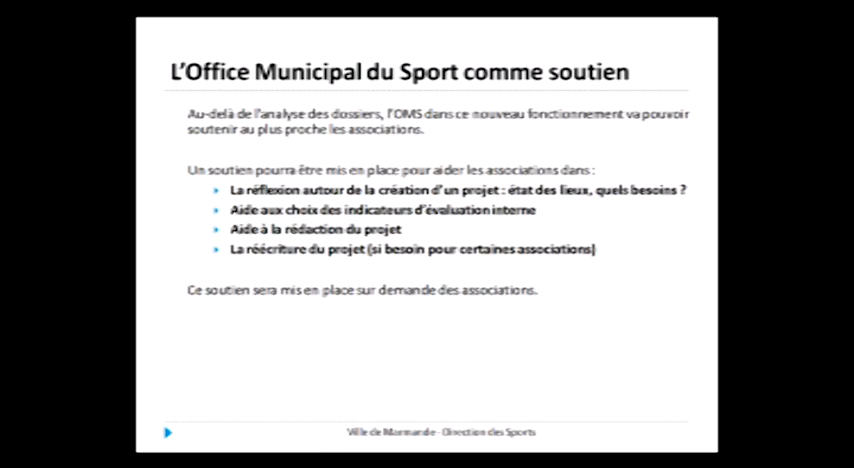 L'Office Municipal du Sport comme soutien
Au-delà de l'analyse des dossiers, l'OMS dans ce nouveau fonctionnement va pouvoir
soutenir au plus proche les associations.
Un soutien pourra être mis en place pour aider les associations dans :
La réflexion autour de la création d'un projet : état des lieux, quels besoins ?
Aide aux choix des indicateurs d'évaluation interne
Aide à la rédaction du projet
La réécriture du projet (si besoin pour certaines associations)
Ce soutien sera mis en place sur demande des associations.
Ville de Marmande - Direction des Sports